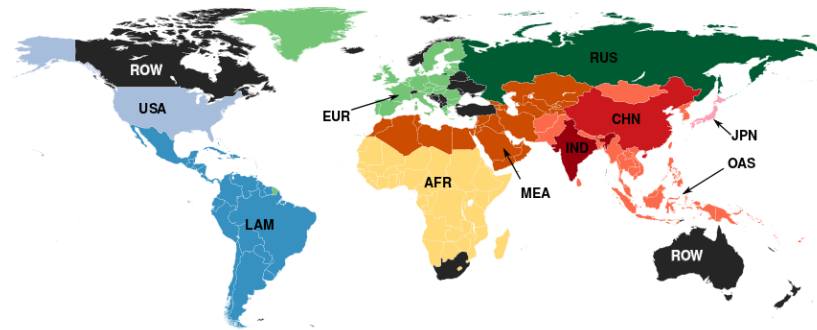 ROW
RUS
USA
EUR
CHN
JPN
IND
OAS
AFR
MEA
LAM
ROW